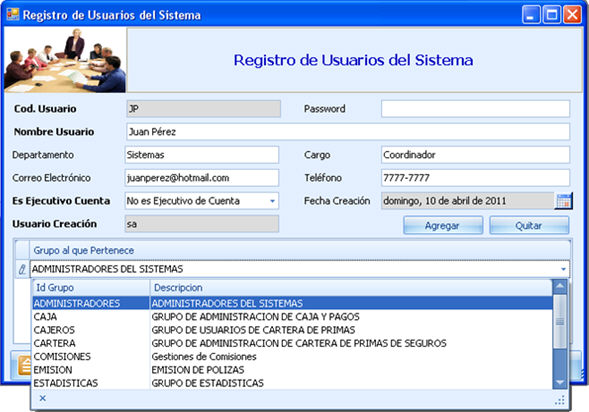 Registro de Usuarios del Sistema
Registro de Usuarios del Sistema
Cod. Usuario JP Password
Nombre Usuario Juan Pérez
Departamento Sistemas Cargo Coordinador
Correo Electrónico juanperez@hotmail.com Teléfono 7777-7777
Es Ejecutivo Cuenta No es Ejecutivo de Cuenta Fecha Creación domingo, 10 de abril de 2011
Usuario Creación sa Agregar Quitar
Grupo al que Pertenece
ADMINISTRADORES DEL SISTEMAS
Id Grupo Descripcion
ADMINISTRADORES ADMINISTRADORES DEL SISTEMAS
CAJA GRUPO DE ADMINISTRACION DE CAJA Y PAGOS
CAJEROS GRUPO DE USUARIOS DE CARTERA DE PRIMAS
CARTERA GRUPO DE ADMINISTRACION DE CARTERA DE PRIMAS DE SEGUROS
COMISIONES Gestiones de Comisiones
EMISION EMISION DE POLIZAS
ESTADISTICAS GRUPO DE ESTADISTICAS